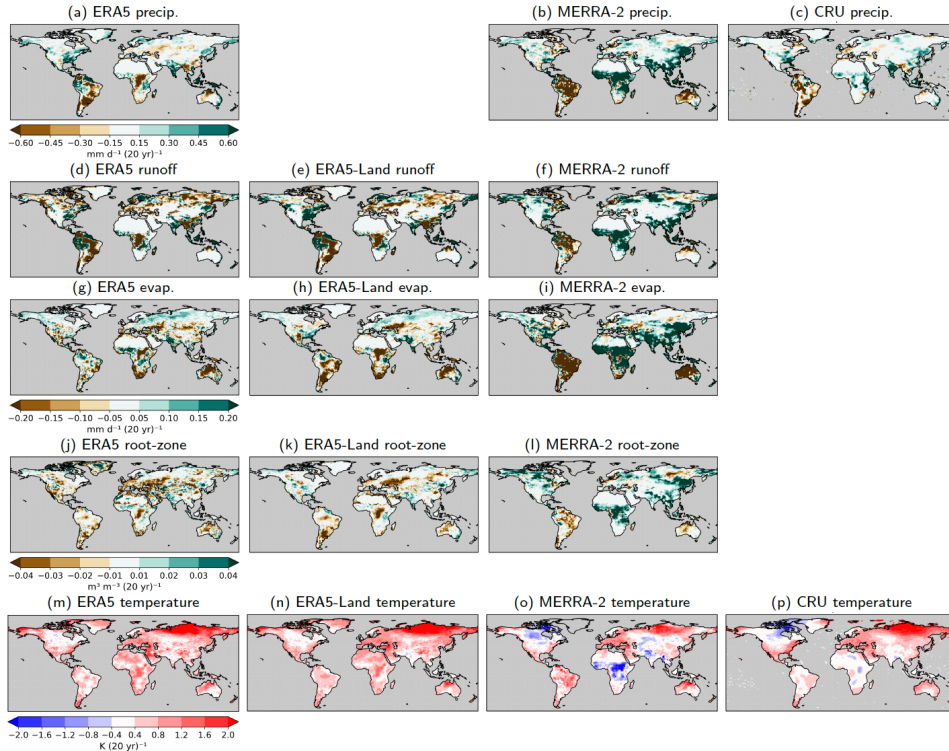 (a) ERA5 precip.
(b) MERRA-2 precip.
(c) CRU precip.
−0.60 −0.45 −0.30 −0.15 0.15 0.30 0.45 0.60
mm d⁻¹ (20 yr)⁻¹
(d) ERA5 runoff
(e) ERA5-Land runoff
(f) MERRA-2 runoff
(g) ERA5 evap.
(h) ERA5-Land evap.
(i) MERRA-2 evap.
−0.20 −0.15 −0.10 −0.05 0.05 0.10 0.15 0.20
mm d⁻¹ (20 yr)⁻¹
(j) ERA5 root-zone
(k) ERA5-Land root-zone
(l) MERRA-2 root-zone
−0.04 −0.03 −0.02 −0.01 0.01 0.02 0.03 0.04
m³ m⁻³ (20 yr)⁻¹
(m) ERA5 temperature
(n) ERA5-Land temperature
(o) MERRA-2 temperature
(p) CRU temperature
−2.0 −1.6 −1.2 −0.8 −0.4 0.4 0.8 1.2 1.6 2.0
K (20 yr)⁻¹